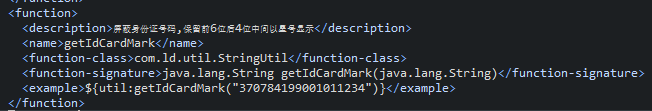 </function>
<function>
<description>屏蔽身份证号码,保留前6位后4位中间以星号显示</description>
<name>getIdCardMark</name>
<function-class>com.ld.util.StringUtil</function-class>
<function-signature>java.lang.String getIdCardMark(java.lang.String)</function-signature>
<example>${util:getIdCardMark("370784199001011234")}</example>
</function>